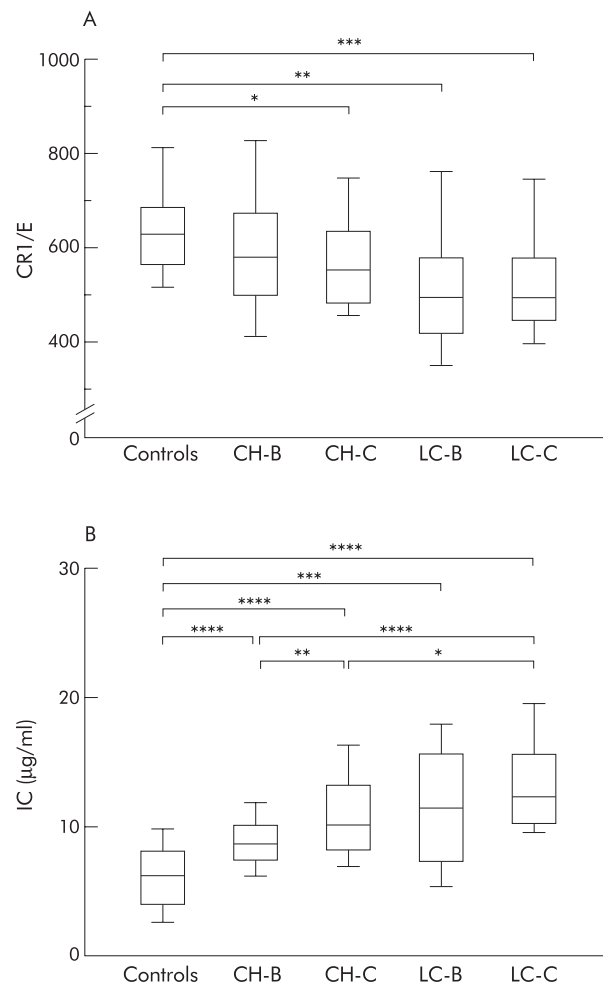 A
1000
800
600
400
0
CR1/E
***
**
*
Controls CH-B CH-C LC-B LC-C
B
30
20
10
0
IC (µg/ml)
****
***
****
**** ****
** *
Controls CH-B CH-C LC-B LC-C